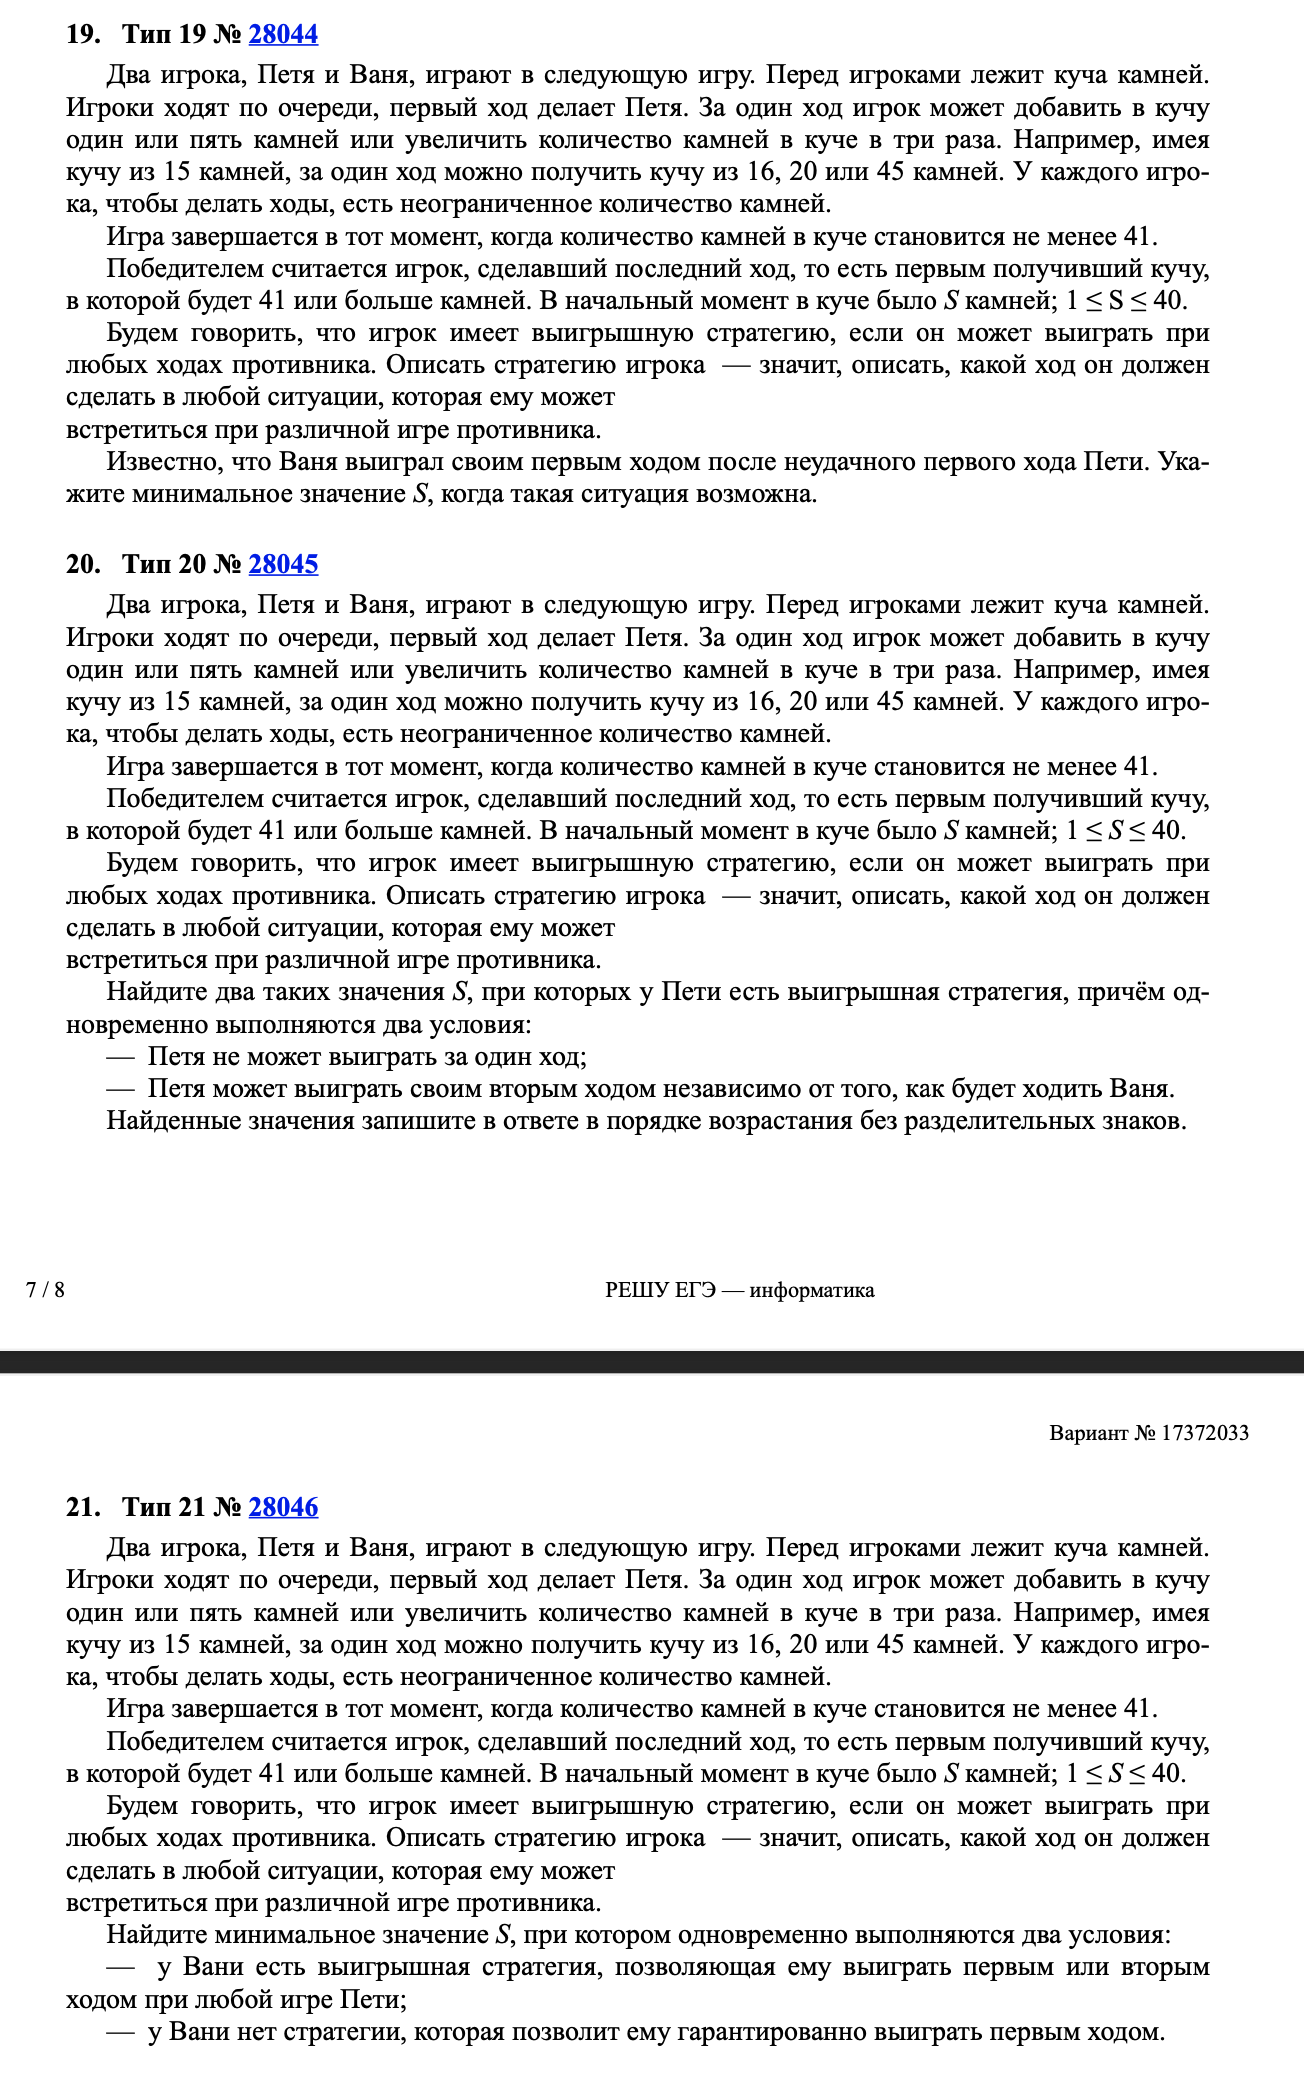 19. Тип 19 № 28044
Два игрока, Петя и Ваня, играют в следующую игру. Перед игроками лежит куча камней.
Игроки ходят по очереди, первый ход делает Петя. За один ход игрок может добавить в кучу
один или пять камней или увеличить количество камней в куче в три раза. Например, имея
кучу из 15 камней, за один ход можно получить кучу из 16, 20 или 45 камней. У каждого игро-
ка, чтобы делать ходы, есть неограниченное количество камней.
Игра завершается в тот момент, когда количество камней в куче становится не менее 41.
Победителем считается игрок, сделавший последний ход, то есть первым получивший кучу,
в которой будет 41 или больше камней. В начальный момент в куче было S камней; 1 ≤ S ≤ 40.
Будем говорить, что игрок имеет выигрышную стратегию, если он может выиграть при
любых ходах противника. Описать стратегию игрока — значит, описать, какой ход он должен
сделать в любой ситуации, которая ему может
встретиться при различной игре противника.
Известно, что Ваня выиграл своим первым ходом после неудачного первого хода Пети. Ука-
жите минимальное значение S, когда такая ситуация возможна.
20. Тип 20 № 28045
Два игрока, Петя и Ваня, играют в следующую игру. Перед игроками лежит куча камней.
Игроки ходят по очереди, первый ход делает Петя. За один ход игрок может добавить в кучу
один или пять камней или увеличить количество камней в куче в три раза. Например, имея
кучу из 15 камней, за один ход можно получить кучу из 16, 20 или 45 камней. У каждого игро-
ка, чтобы делать ходы, есть неограниченное количество камней.
Игра завершается в тот момент, когда количество камней в куче становится не менее 41.
Победителем считается игрок, сделавший последний ход, то есть первым получивший кучу,
в которой будет 41 или больше камней. В начальный момент в куче было S камней; 1 ≤ S ≤ 40.
Будем говорить, что игрок имеет выигрышную стратегию, если он может выиграть при
любых ходах противника. Описать стратегию игрока — значит, описать, какой ход он должен
сделать в любой ситуации, которая ему может
встретиться при различной игре противника.
Найдите два таких значения S, при которых у Пети есть выигрышная стратегия, причём од-
новременно выполняются два условия:
— Петя не может выиграть за один ход;
— Петя может выиграть своим вторым ходом независимо от того, как будет ходить Ваня.
Найденные значения запишите в ответе в порядке возрастания без разделительных знаков.
7 / 8
РЕШУ ЕГЭ — информатика
Вариант № 17372033
21. Тип 21 № 28046
Два игрока, Петя и Ваня, играют в следующую игру. Перед игроками лежит куча камней.
Игроки ходят по очереди, первый ход делает Петя. За один ход игрок может добавить в кучу
один или пять камней или увеличить количество камней в куче в три раза. Например, имея
кучу из 15 камней, за один ход можно получить кучу из 16, 20 или 45 камней. У каждого игро-
ка, чтобы делать ходы, есть неограниченное количество камней.
Игра завершается в тот момент, когда количество камней в куче становится не менее 41.
Победителем считается игрок, сделавший последний ход, то есть первым получивший кучу,
в которой будет 41 или больше камней. В начальный момент в куче было S камней; 1 ≤ S ≤ 40.
Будем говорить, что игрок имеет выигрышную стратегию, если он может выиграть при
любых ходах противника. Описать стратегию игрока — значит, описать, какой ход он должен
сделать в любой ситуации, которая ему может
встретиться при различной игре противника.
Найдите минимальное значение S, при котором одновременно выполняются два условия:
— у Вани есть выигрышная стратегия, позволяющая ему выиграть первым или вторым
ходом при любой игре Пети;
— у Вани нет стратегии, которая позволит ему гарантированно выиграть первым ходом.